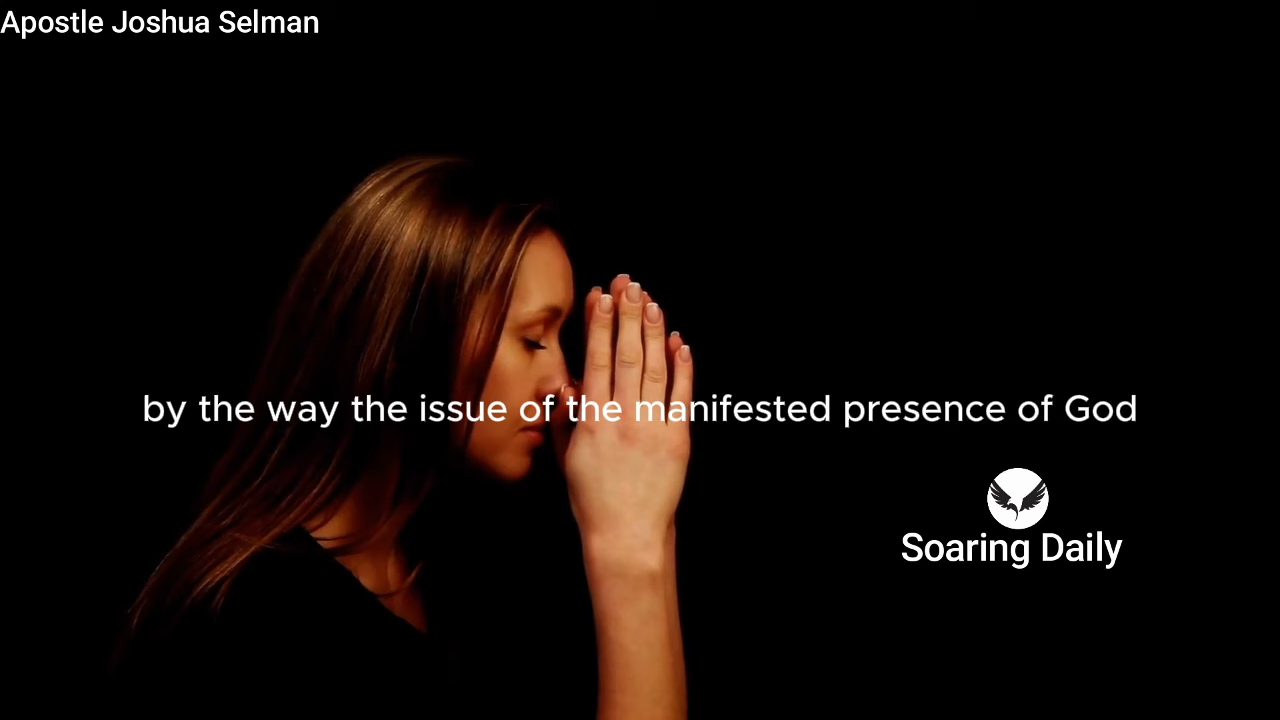 Apostle Joshua Selman
by the way the issue of the manifested presence of God
Soaring Daily